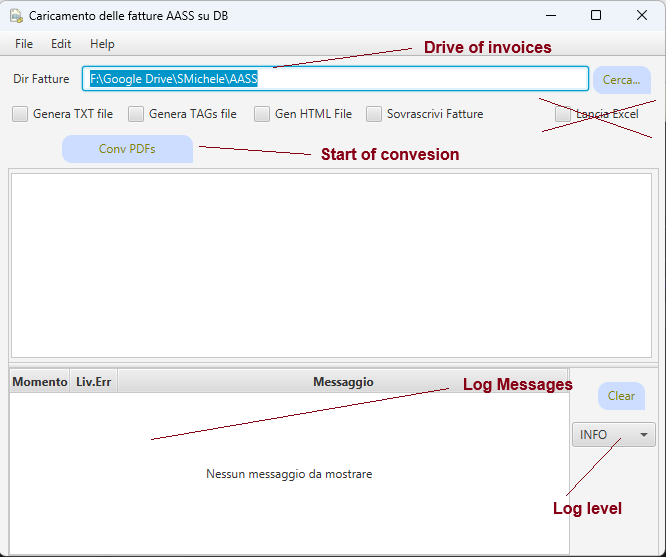 Caricamento delle fatture AASS su DB
File Edit Help
Drive of invoices
Dir Fatture F:\Google Drive\SMichele\AASS Cerca...
Genera TXT file Genera TAGs file Gen HTML File Sovrascrivi Fatture Lancia Excel
Conv PDFs
Start of convesion
Momento Liv.Err Messaggio
Log Messages
Clear
INFO
Nessun messaggio da mostrare
Log level